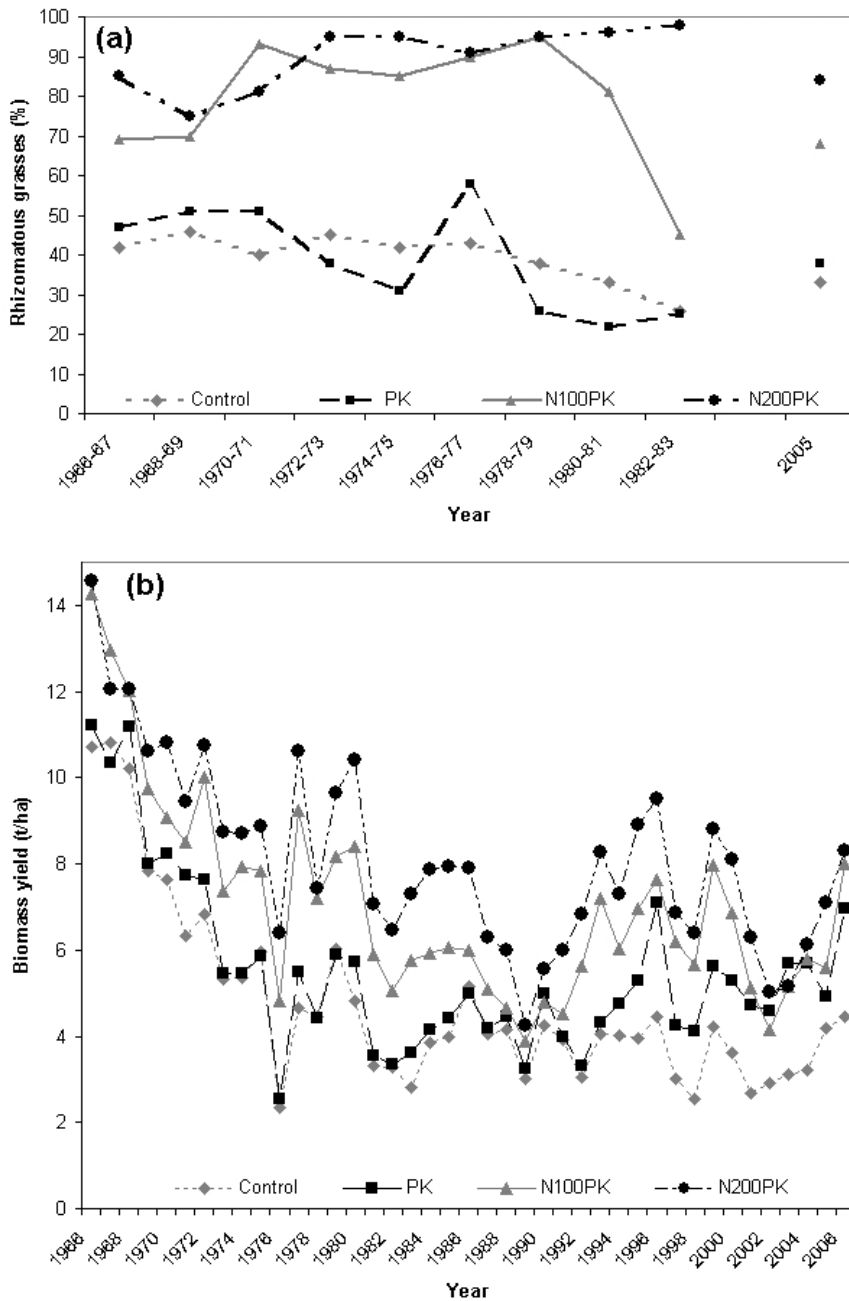 (a)
Rhizomatous grasses (%)
100
90
80
70
60
50
40
30
20
10
0
Control PK N100PK N200PK
1966-67 1968-69 1970-71 1972-73 1974-75 1976-77 1978-79 1980-81 1982-83 2005
Year
(b)
Biomass yield (t/ha)
14
12
10
8
6
4
2
0
Control PK N100PK N200PK
1966 1968 1970 1972 1974 1976 1978 1980 1982 1984 1986 1988 1990 1992 1994 1996 1998 2000 2002 2004 2006
Year